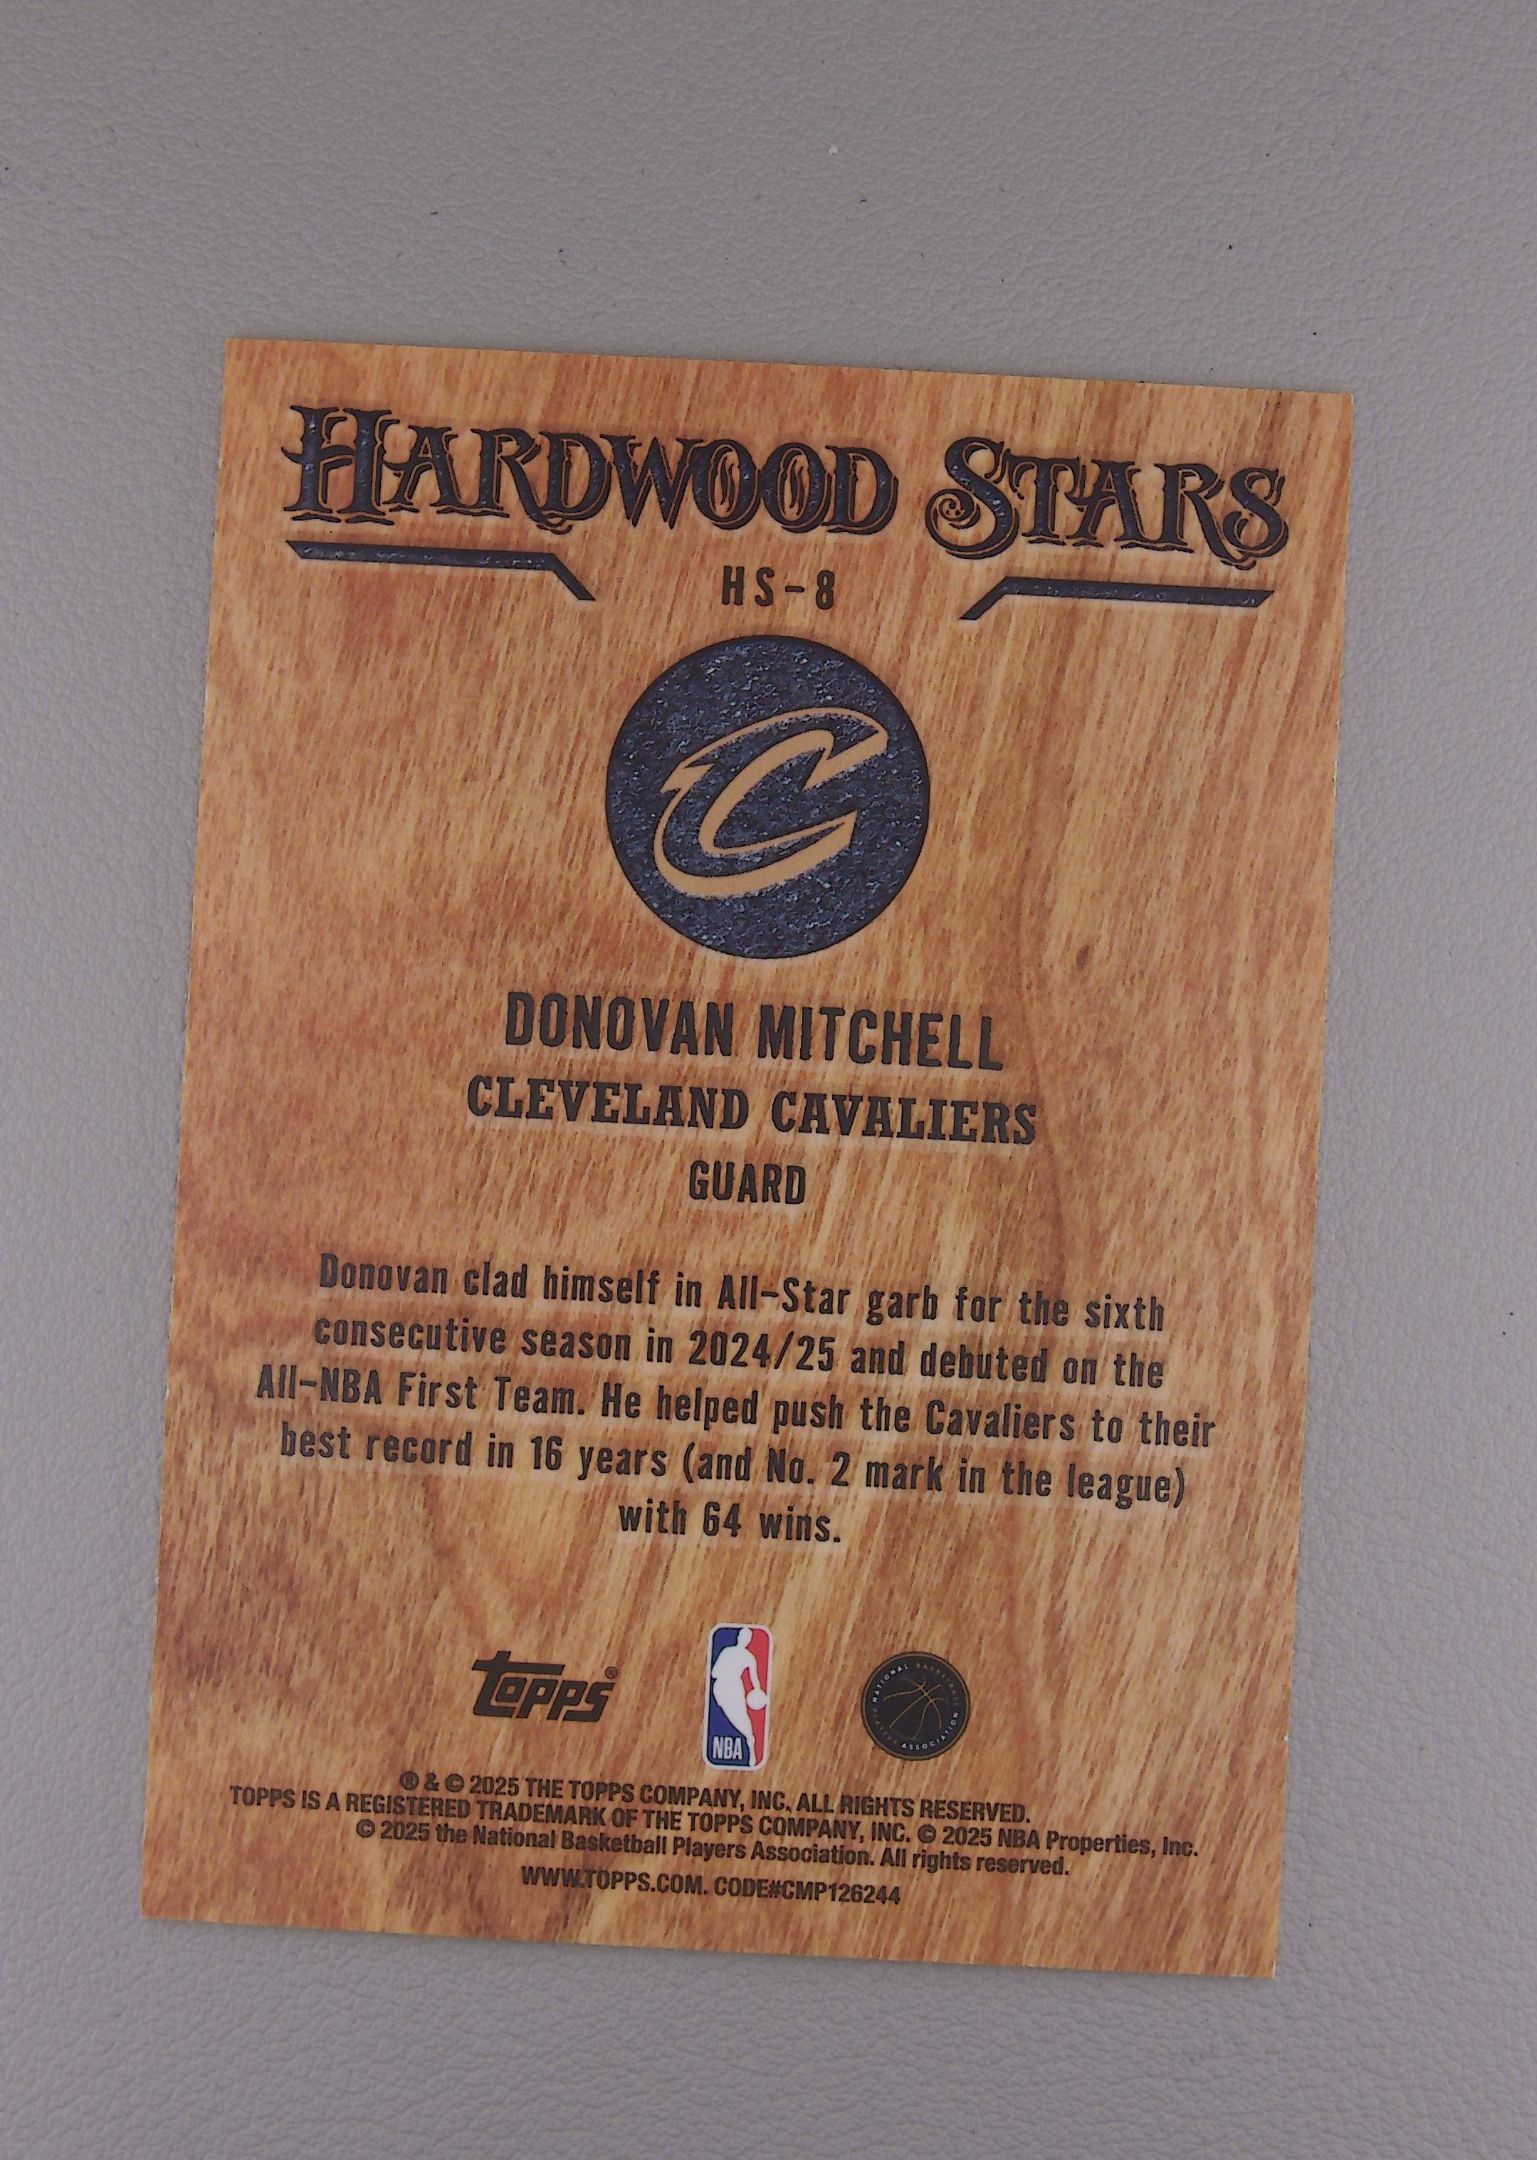 HARDWOOD STARS
HS-8
C
DONOVAN MITCHELL
CLEVELAND CAVALIERS
GUARD
Donovan clad himself in All-Star garb for the sixth
consecutive season in 2024/25 and debuted on the
All-NBA First Team. He helped push the Cavaliers to their
best record in 16 years (and No. 2 mark in the league)
with 64 wins.
topps®
NBA
NATIONAL BASKETBALL PLAYERS ASSOCIATION
® & © 2025 THE TOPPS COMPANY, INC. ALL RIGHTS RESERVED.
TOPPS IS A REGISTERED TRADEMARK OF THE TOPPS COMPANY, INC. © 2025 NBA Properties, Inc.
© 2025 the National Basketball Players Association. All rights reserved.
WWW.TOPPS.COM. CODE#CMP126244